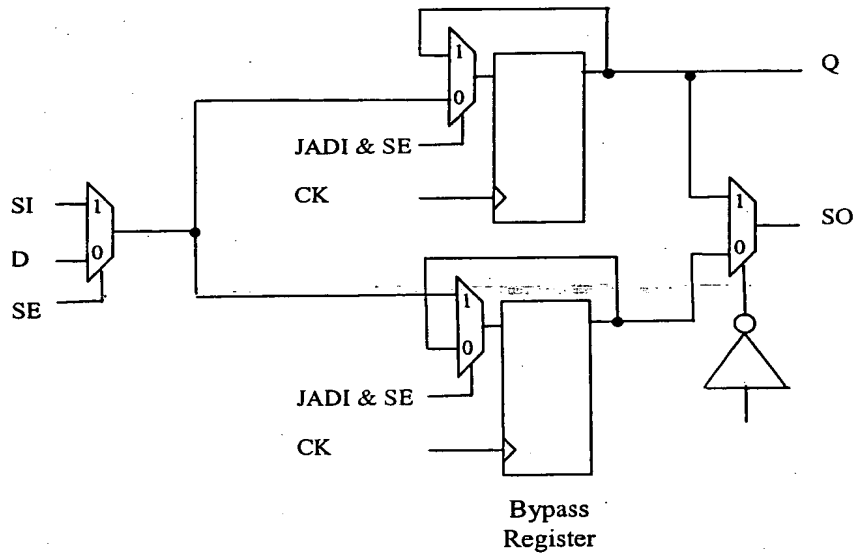 1
0
JADI & SE
CK
Q
SI
D
SE
1
0
1
0
SO
1
0
JADI & SE
CK
Bypass
Register